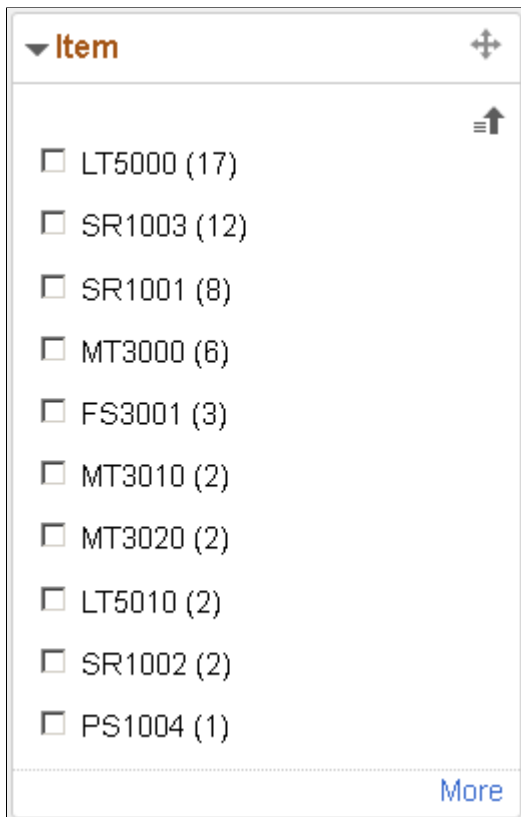 Item
LT5000 (17)
SR1003 (12)
SR1001 (8)
MT3000 (6)
FS3001 (3)
MT3010 (2)
MT3020 (2)
LT5010 (2)
SR1002 (2)
PS1004 (1)
More